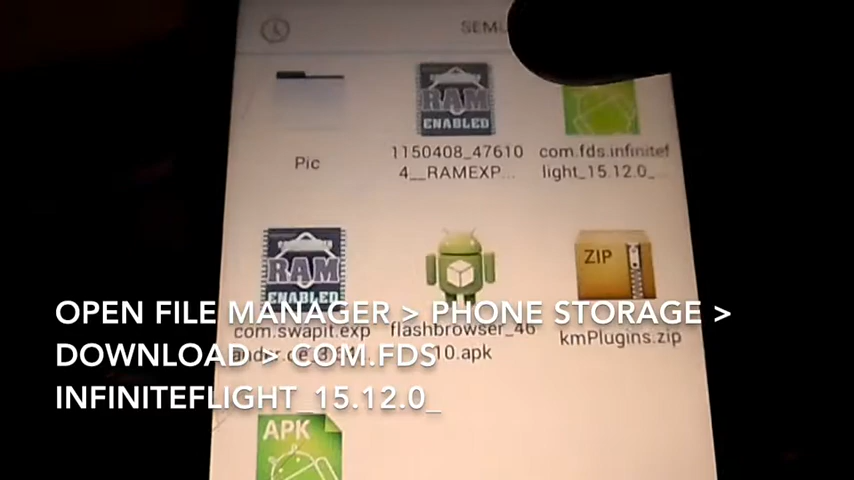 SEMU
Pic
RAM
ENABLED
1150408_47610
4__RAMEXP...
com.fds.infinitef
light_15.12.0_
RAM
ENABLED
ZIP
OPEN FILE MANAGER > PHONE STORAGE >
DOWNLOAD > COM.FDS
INFINITEFLIGHT_15.12.0_
com.swapit.exp
flashbrowser_46
10.apk
kmPlugins.zip
APK